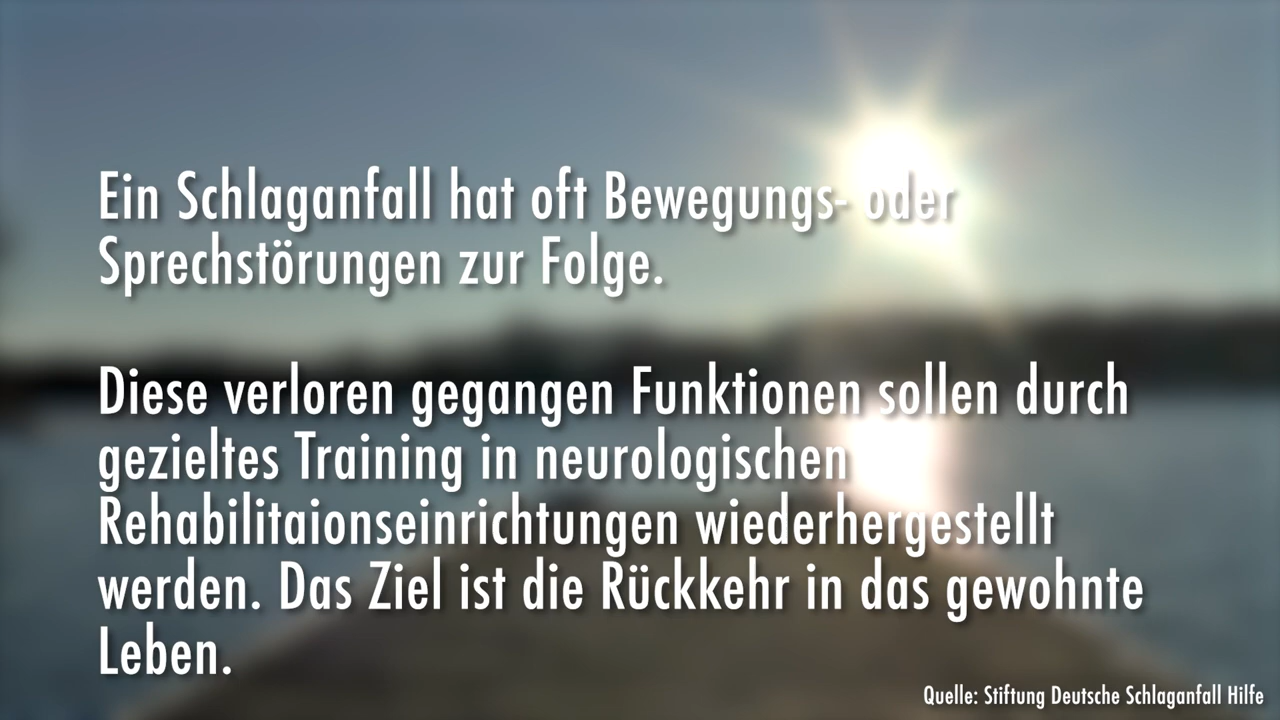 Ein Schlaganfall hat oft Bewegungs- oder
Sprechstörungen zur Folge.
Diese verloren gegangen Funktionen sollen durch
gezieltes Training in neurologischen
Rehabilitaionseinrichtungen wiederhergestellt
werden. Das Ziel ist die Rückkehr in das gewohnte
Leben.
Quelle: Stiftung Deutsche Schlaganfall Hilfe